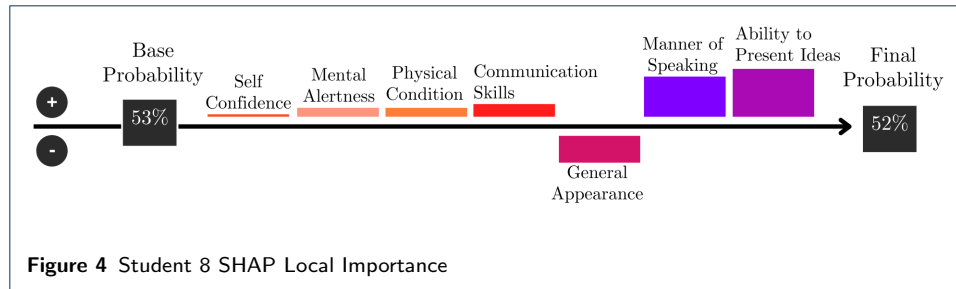 Base
Probability
53%
+
-
Self
Confidence
Mental
Alertness
Physical
Condition
Communication
Skills
General
Appearance
Manner of
Speaking
Ability to
Present Ideas
Final
Probability
52%
Figure 4 Student 8 SHAP Local Importance